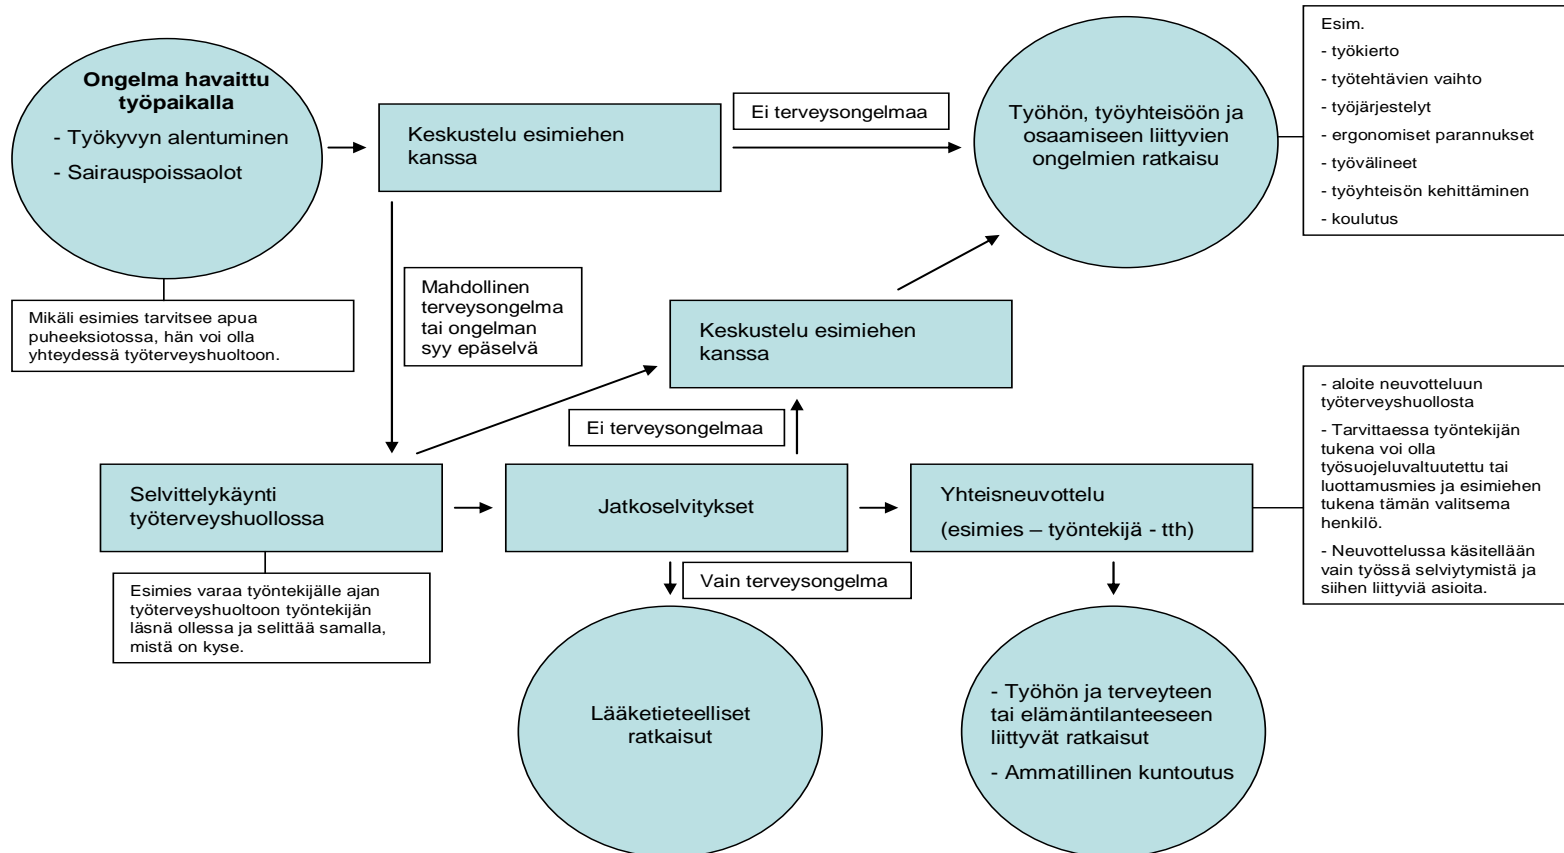 Ongelma havaittu
työpaikalla
- Työkyvyn alentuminen
- Sairauspoissaolot
Mikäli esimies tarvitsee apua
puheeksiotossa, hän voi olla
yhteydessä työterveyshuoltoon.
Keskustelu esimiehen
kanssa
Ei terveysongelmaa
Työhön, työyhteisöön ja
osaamiseen liittyvien
ongelmien ratkaisu
Esim.
- työkierto
- työtehtävien vaihto
- työjärjestelyt
- ergonomiset parannukset
- työvälineet
- työyhteisön kehittäminen
- koulutus
Mahdollinen
terveysongelma
tai ongelman
syy epäselvä
Keskustelu esimiehen
kanssa
Ei terveysongelmaa
Selvittelykäynti
työterveyshuollossa
Esimies varaa työntekijälle ajan
työterveyshuoltoon työntekijän
läsnä ollessa ja selittää samalla,
mistä on kyse.
Jatkoselvitykset
Vain terveysongelma
Lääketieteelliset
ratkaisut
Yhteisneuvottelu
(esimies – työntekijä - tth)
- aloite neuvotteluun
työterveyshuollosta
- Tarvittaessa työntekijän
tukena voi olla
työsuojeluvaltuutettu tai
luottamusmies ja esimiehen
tukena tämän valitsema
henkilö.
- Neuvottelussa käsitellään
vain työssä selviytymistä ja
siihen liittyviä asioita.
- Työhön ja terveyteen
tai elämäntilanteeseen
liittyvät ratkaisut
- Ammatillinen kuntoutus